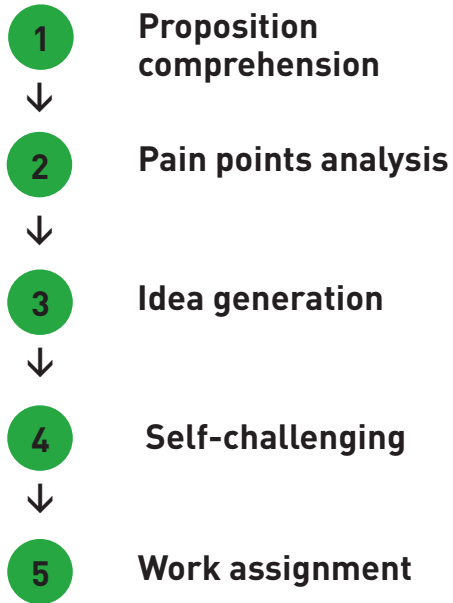 1 Proposition
comprehension
2 Pain points analysis
3 Idea generation
4 Self-challenging
5 Work assignment